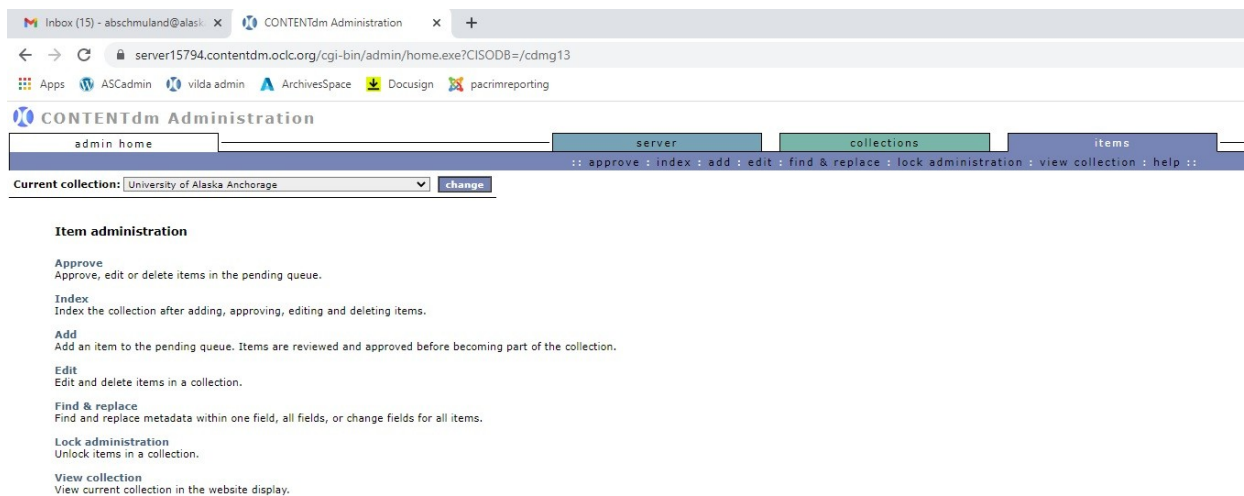 Inbox (15) - abschmuland@alask
CONTENTdm Administration
server15794.contentdm.oclc.org/cgi-bin/admin/home.exe?CISODB=/cdmg13
Apps ASCadmin vilda admin ArchivesSpace Docusign pacrimreporting
CONTENTdm Administration
admin home server collections items
:: approve : index : add : edit : find & replace : lock administration : view collection : help ::
Current collection: University of Alaska Anchorage change
Item administration
Approve
Approve, edit or delete items in the pending queue.
Index
Index the collection after adding, approving, editing and deleting items.
Add
Add an item to the pending queue. Items are reviewed and approved before becoming part of the collection.
Edit
Edit and delete items in a collection.
Find & replace
Find and replace metadata within one field, all fields, or change fields for all items.
Lock administration
Unlock items in a collection.
View collection
View current collection in the website display.